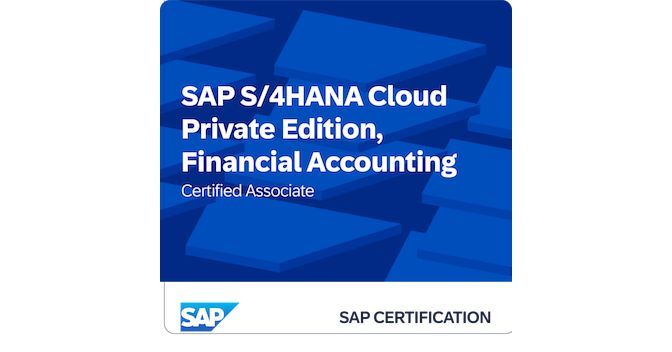 SAP S/4HANA Cloud
Private Edition,
Financial Accounting
Certified Associate
SAP
SAP CERTIFICATION